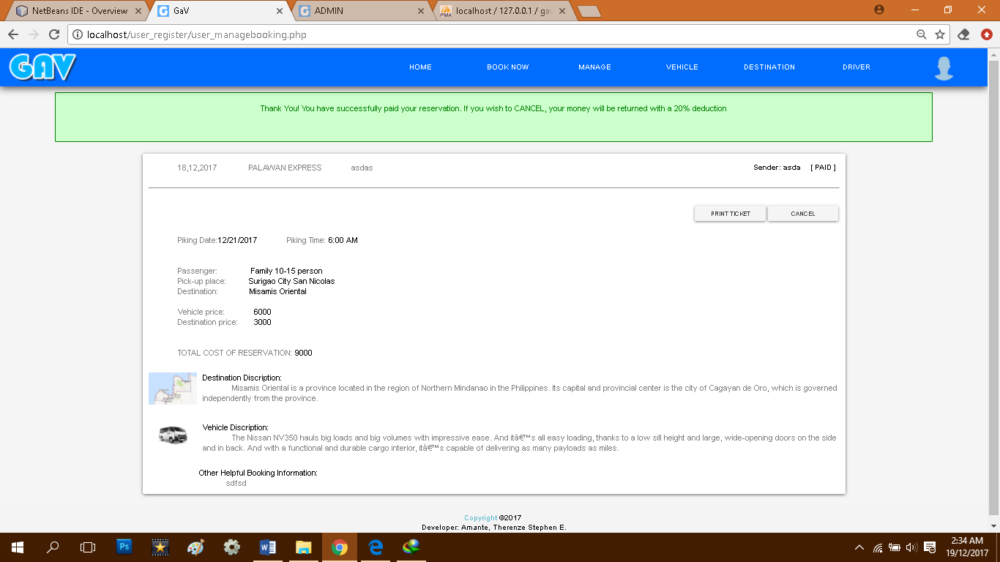 NetBeans IDE - Overview
GaV
ADMIN
localhost / 127.0.0.1 / gav
localhost/user_register/user_managebooking.php
GAV
HOME
BOOK NOW
MANAGE
VEHICLE
DESTINATION
DRIVER
Thank You! You have successfully paid your reservation. If you wish to CANCEL, your money will be returned with a 20% deduction
18,12,2017 PALAWAN EXPRESS asdas Sender: asda [ PAID ]
PRINT TICKET CANCEL
Piking Date:12/21/2017 Piking Time: 6:00 AM
Passenger: Family 10-15 person
Pick-up place: Surigao City San Nicolas
Destination: Misamis Oriental
Vehicle price: 6000
Destination price: 3000
TOTAL COST OF RESERVATION: 9000
Destination Discription:
Misamis Oriental is a province located in the region of Northern Mindanao in the Philippines. Its capital and provincial center is the city of Cagayan de Oro, which is governed
independently from the province.
Vehicle Discription:
The Nissan NV350 hauls big loads and big volumes with impressive ease. And itâ€™s all easy loading, thanks to a low sill height and large, wide-opening doors on the side
and in back. And with a functional and durable cargo interior, itâ€™s capable of delivering as many payloads as miles.
Other Helpful Booking Information:
sdfsd
Copyright ©2017
Developer: Amante, Therenze Stephen E.
2:34 AM
19/12/2017